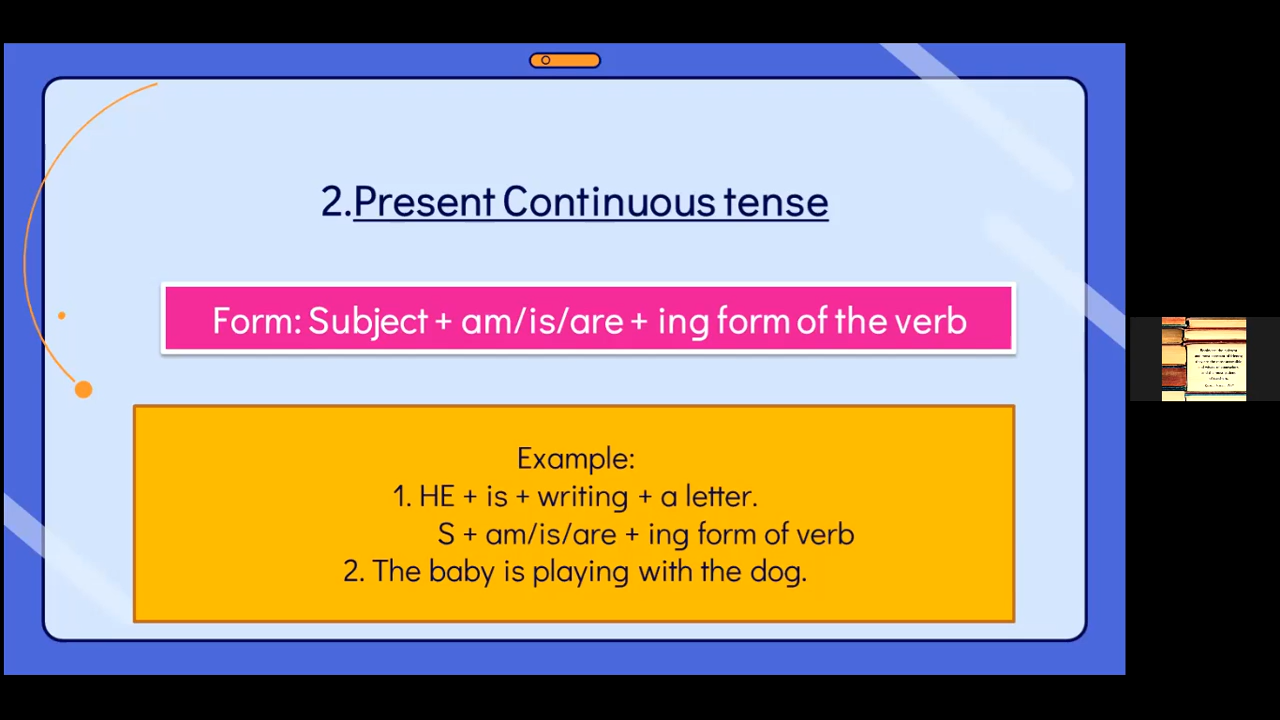 2.Present Continuous tense
Form: Subject + am/is/are + ing form of the verb
Example:
1. HE + is + writing + a letter.
S + am/is/are + ing form of verb
2. The baby is playing with the dog.